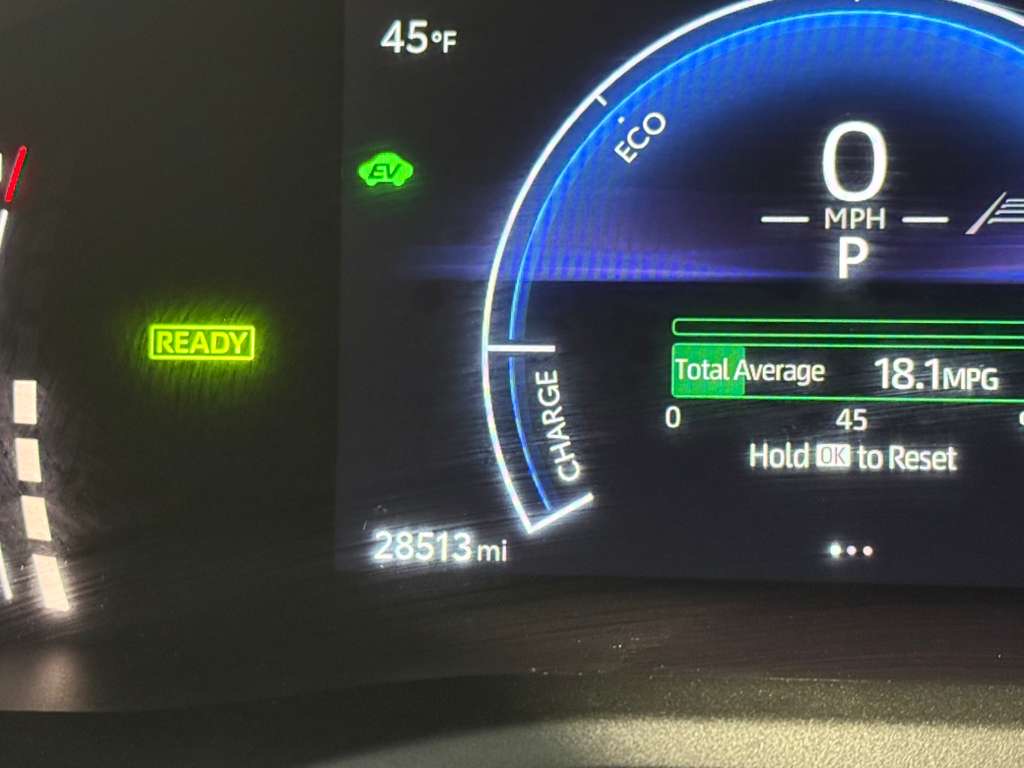 45°F
EV
ECO
0
MPH
P
READY
Total Average 18.1MPG
0 45
Hold OK to Reset
CHARGE
28513 mi